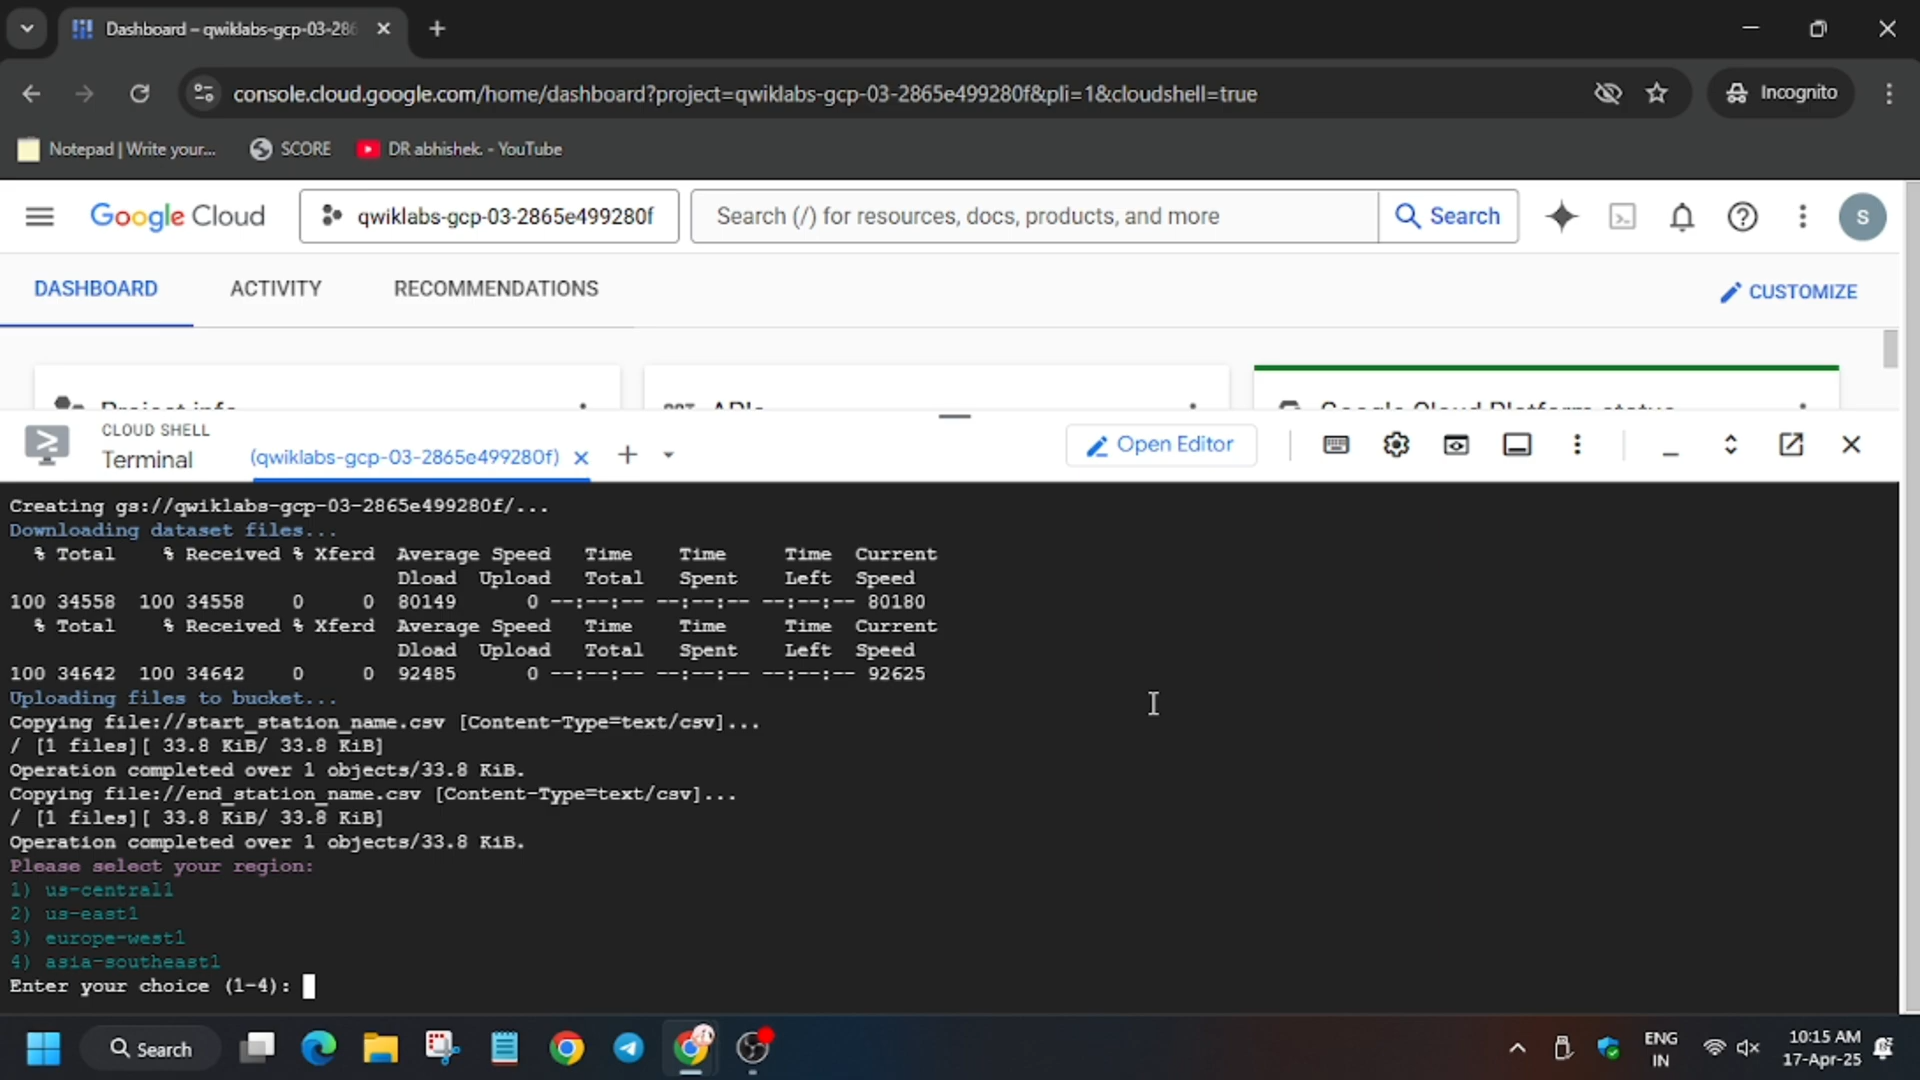 Dashboard – qwiklabs-gcp-03-286
console.cloud.google.com/home/dashboard?project=qwiklabs-gcp-03-2865e499280f&pli=1&cloudshell=true
Incognito
Notepad | Write your...
SCORE
DR abhishek. - YouTube
Google Cloud
qwiklabs-gcp-03-2865e499280f
Search (/) for resources, docs, products, and more
Search
S
DASHBOARD
ACTIVITY
RECOMMENDATIONS
CUSTOMIZE
Project info
APIs
Google Cloud Platform status
CLOUD SHELL
Terminal
(qwiklabs-gcp-03-2865e499280f)
Open Editor
Creating gs://qwiklabs-gcp-03-2865e499280f/...
Downloading dataset files...
% Total % Received % Xferd Average Speed Time Time Time Current
Dload Upload Total Spent Left Speed
100 34558 100 34558 0 0 80149 0 --:--:-- --:--:-- --:--:-- 80180
% Total % Received % Xferd Average Speed Time Time Time Current
Dload Upload Total Spent Left Speed
100 34642 100 34642 0 0 92485 0 --:--:-- --:--:-- --:--:-- 92625
Uploading files to bucket...
Copying file://start_station_name.csv [Content-Type=text/csv]...
/ [1 files][ 33.8 KiB/ 33.8 KiB]
Operation completed over 1 objects/33.8 KiB.
Copying file://end_station_name.csv [Content-Type=text/csv]...
/ [1 files][ 33.8 KiB/ 33.8 KiB]
Operation completed over 1 objects/33.8 KiB.
Please select your region:
1) us-central1
2) us-east1
3) europe-west1
4) asia-southeast1
Enter your choice (1-4):
Search
ENG
IN
10:15 AM
17-Apr-25